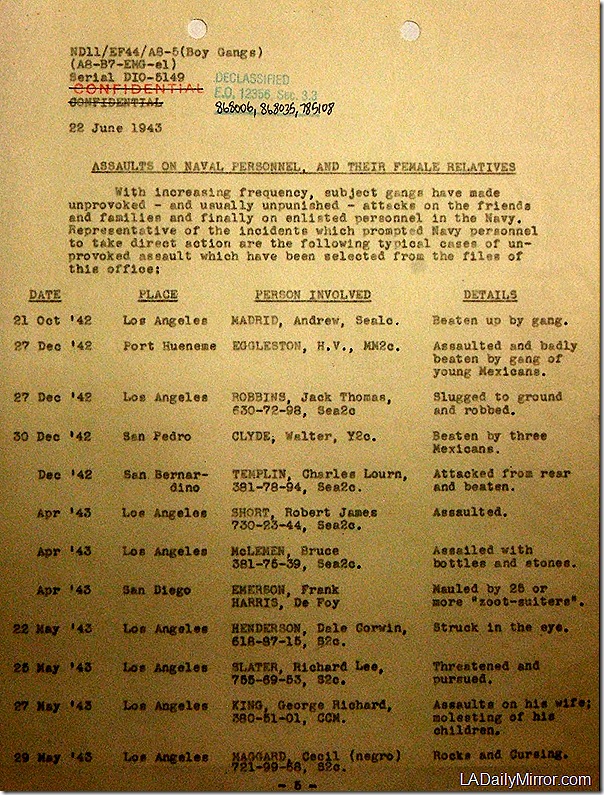 ND11/EF44/A8-5(Boy Gangs)
(A8-B7-EMG-el)
Serial DIO-5149
CONFIDENTIAL
CONFIDENTIAL
DECLASSIFIED
E.O. 12356, Sec. 3.3
868006, 868035, 785108
22 June 1943
ASSAULTS ON NAVAL PERSONNEL, AND THEIR FEMALE RELATIVES
With increasing frequency, subject gangs have made
unprovoked - and usually unpunished - attacks on the friends
and families and finally on enlisted personnel in the Navy.
Representative of the incidents which prompted Navy personnel
to take direct action are the following typical cases of un-
provoked assault which have been selected from the files of
this office:
DATE PLACE PERSON INVOLVED DETAILS
21 Oct '42 Los Angeles MADRID, Andrew, Sealc. Beaten up by gang.
27 Dec '42 Port Hueneme EGGLESTON, H.V., MM2c. Assaulted and badly
beaten by gang of
young Mexicans.
27 Dec '42 Los Angeles ROBBINS, Jack Thomas, Slugged to ground
630-72-98, Sea2c and robbed.
30 Dec '42 San Pedro CLYDE, Walter, Y2c. Beaten by three
Mexicans.
Dec '42 San Bernar- TEMPLIN, Charles Lourn, Attacked from rear
dino 381-78-94, Sea2c. and beaten.
Apr '43 Los Angeles SHORT, Robert James Assaulted.
730-23-44, Sea2c.
Apr '43 Los Angeles McLEMEN, Bruce Assailed with
381-75-39, Sea2c. bottles and stones.
Apr '43 San Diego EMERSON, Frank Mauled by 25 or
HARRIS, De Foy more "zoot-suiters".
22 May '43 Los Angeles HENDERSON, Dale Corwin, Struck in the eye.
618-87-15, S2c.
25 May '43 Los Angeles SLATER, Richard Lee, Threatened and
755-69-53, S2c. pursued.
27 May '43 Los Angeles KING, George Richard, Assaults on his wife;
380-51-01, CCM. molesting of his
children.
29 May '43 Los Angeles MAGGARD, Cecil (negro) Rocks and Cursing.
721-99-58, S2c.
- 5 -
LADailyMirror.com